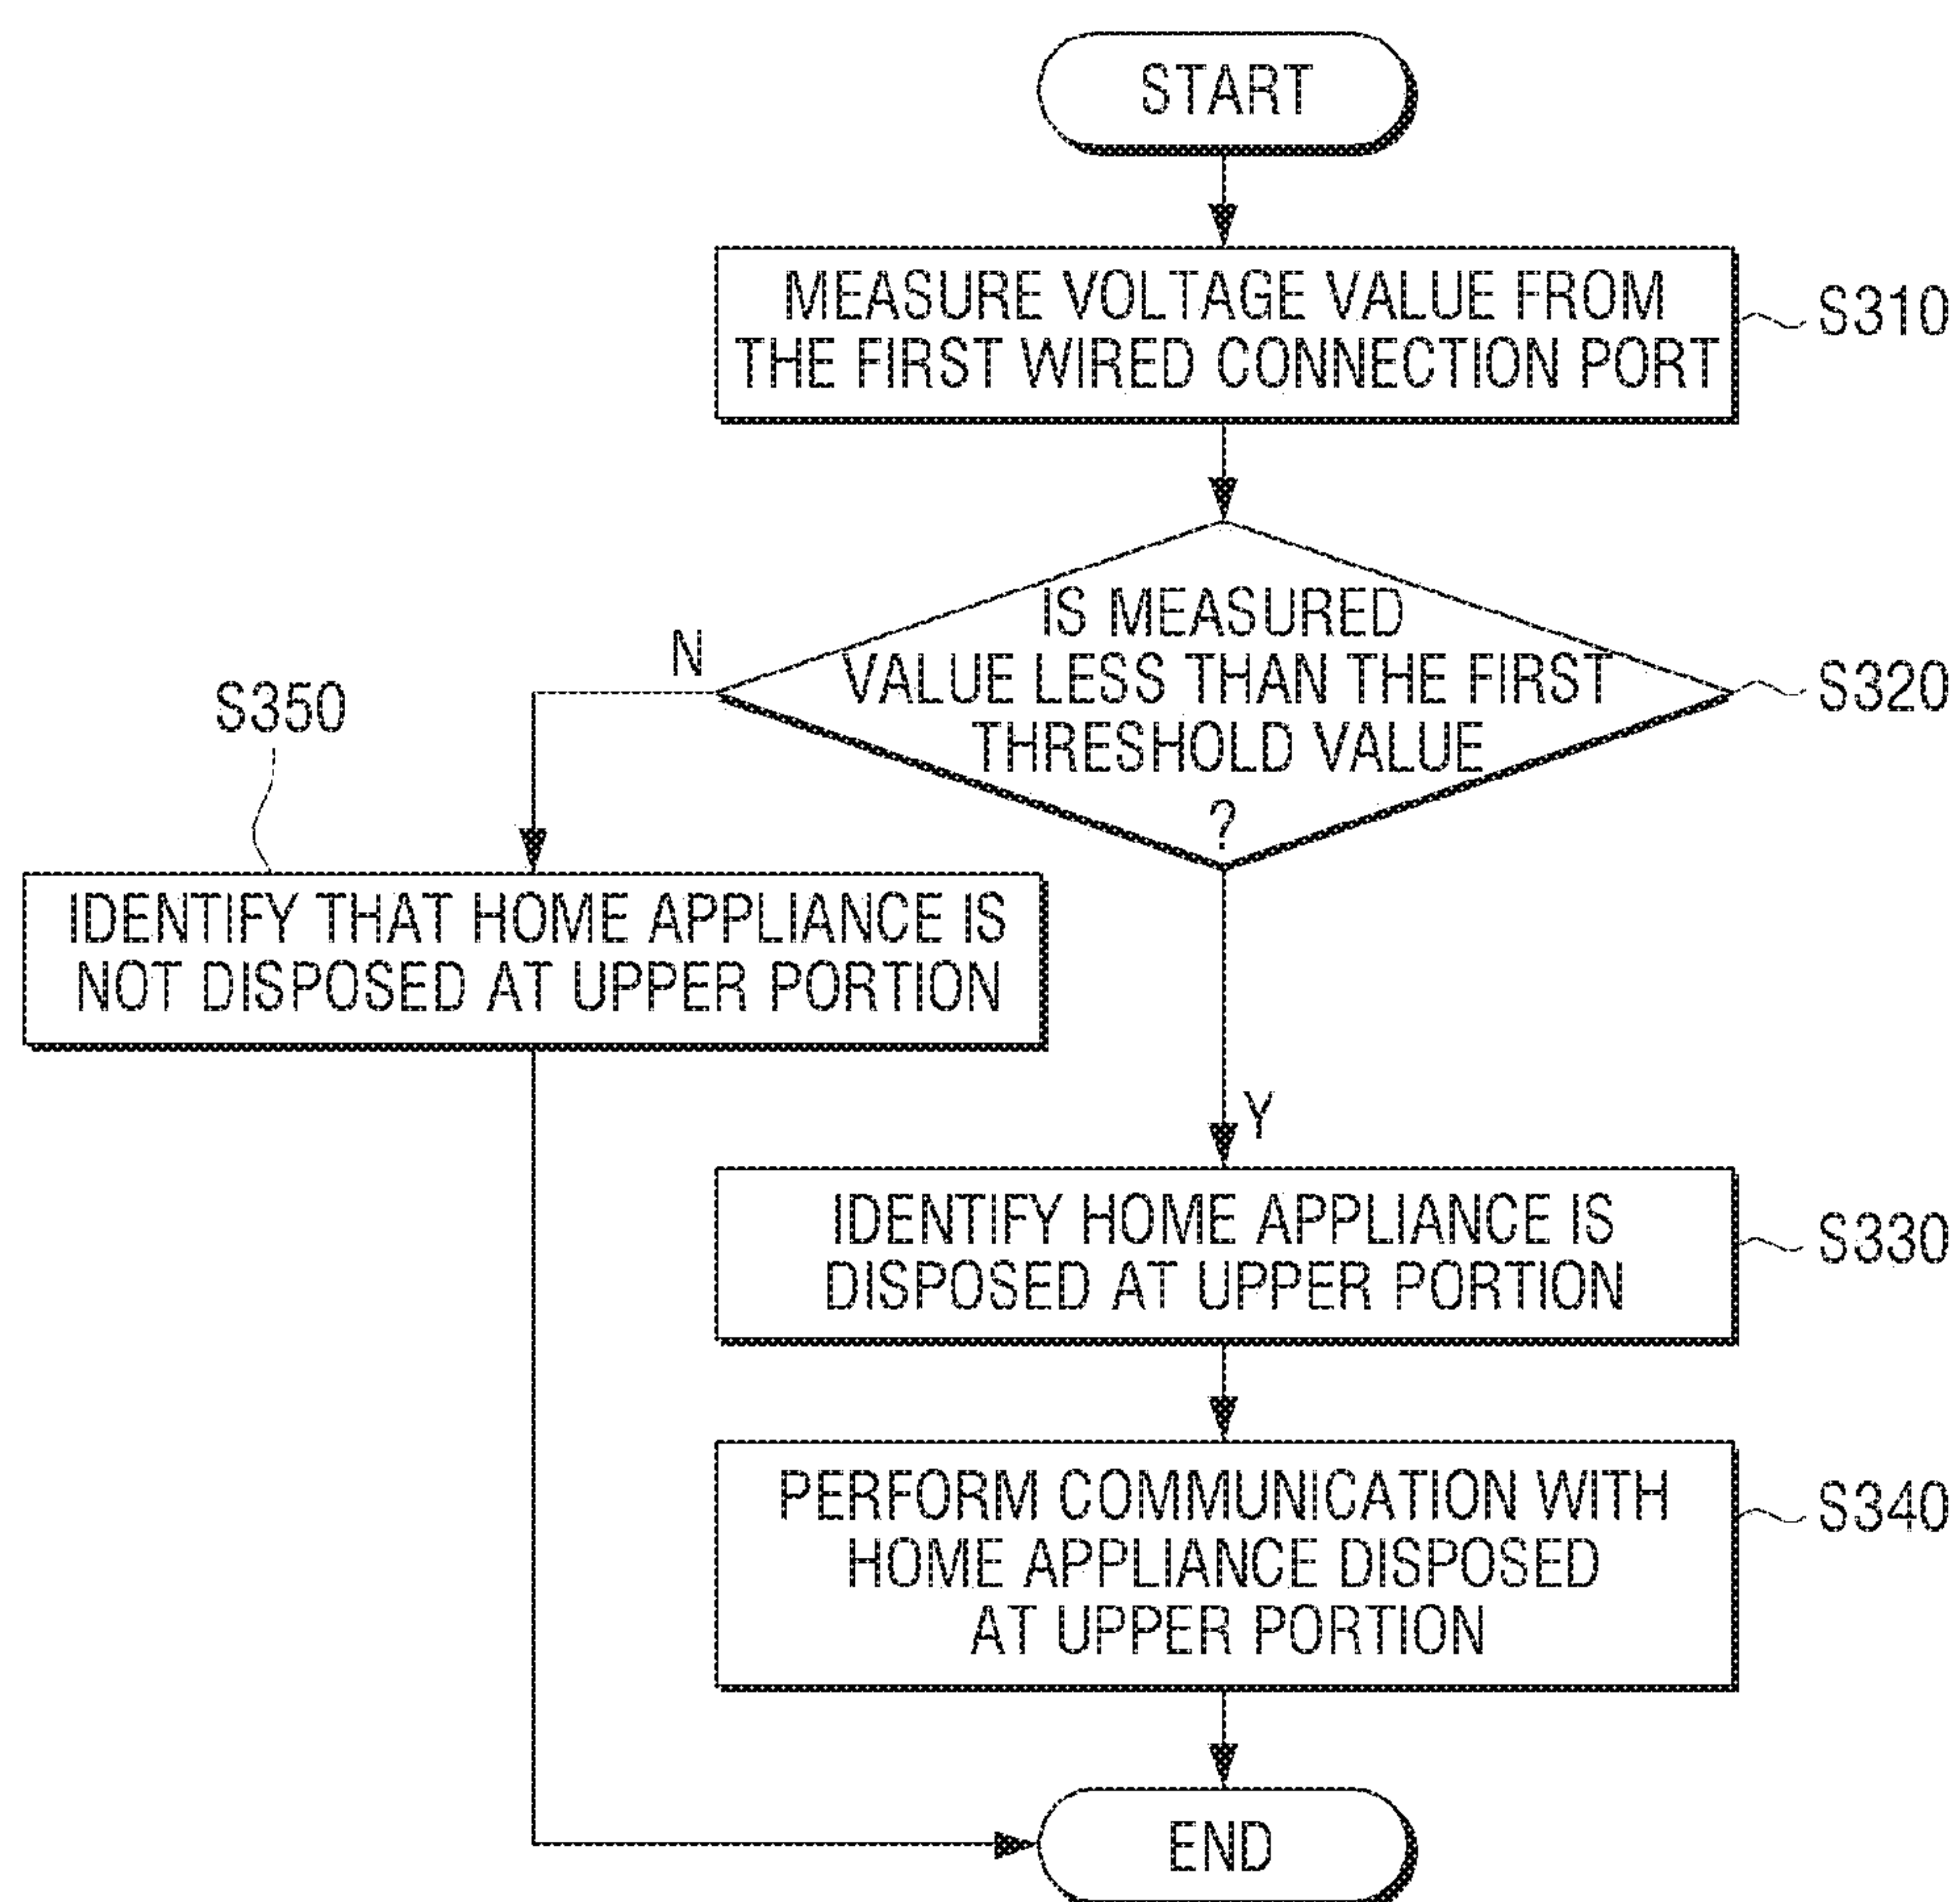 START
MEASURE VOLTAGE VALUE FROM
THE FIRST WIRED CONNECTION PORT
S310
IS MEASURED
VALUE LESS THAN THE FIRST
THRESHOLD VALUE
?
S320
N
S350
IDENTIFY THAT HOME APPLIANCE IS
NOT DISPOSED AT UPPER PORTION
Y
IDENTIFY HOME APPLIANCE IS
DISPOSED AT UPPER PORTION
S330
PERFORM COMMUNICATION WITH
HOME APPLIANCE DISPOSED
AT UPPER PORTION
S340
END